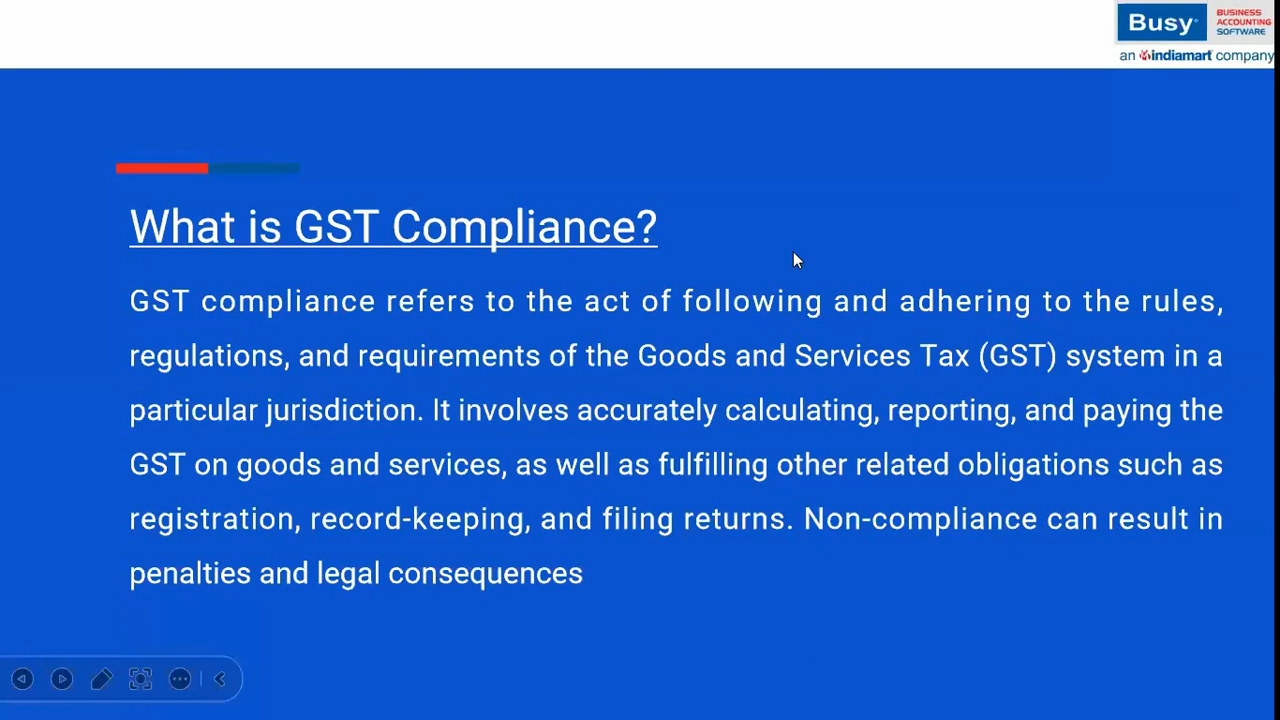 Busy
BUSINESS
ACCOUNTING
SOFTWARE
an indiamart company
What is GST Compliance?
GST compliance refers to the act of following and adhering to the rules,
regulations, and requirements of the Goods and Services Tax (GST) system in a
particular jurisdiction. It involves accurately calculating, reporting, and paying the
GST on goods and services, as well as fulfilling other related obligations such as
registration, record-keeping, and filing returns. Non-compliance can result in
penalties and legal consequences